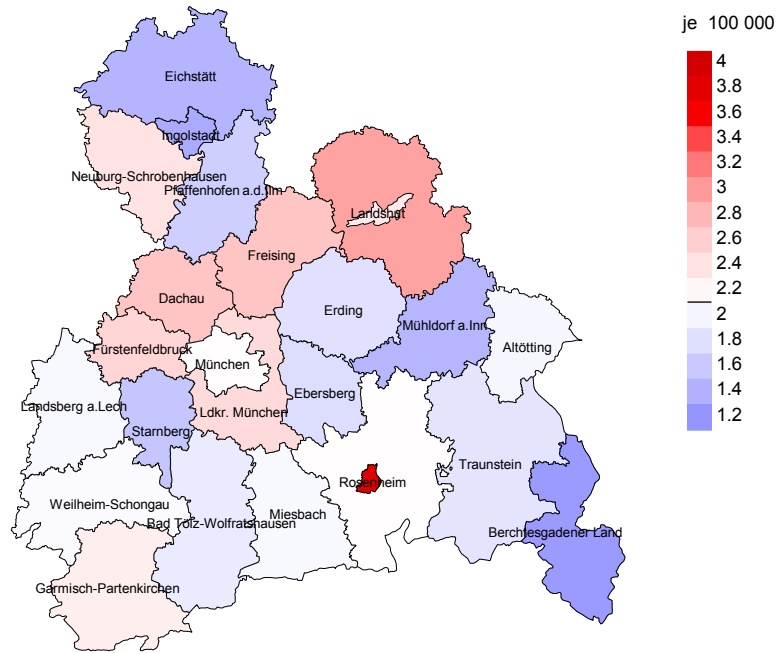 je 100 000
4
3.8
3.6
3.4
3.2
3
2.8
2.6
2.4
2.2
2
1.8
1.6
1.4
1.2
Eichstätt
Ingolstadt
Neuburg-Schrobenhausen
Pfaffenhofen a.d.Ilm
Landshut
Freising
Dachau
Erding
Mühldorf a.Inn
Altötting
Fürstenfeldbruck
München
Ebersberg
Landsberg a.Lech
Ldkr. München
Starnberg
Traunstein
Rosenheim
Weilheim-Schongau
Miesbach
Bad Tölz-Wolfratshausen
Berchtesgadener Land
Garmisch-Partenkirchen